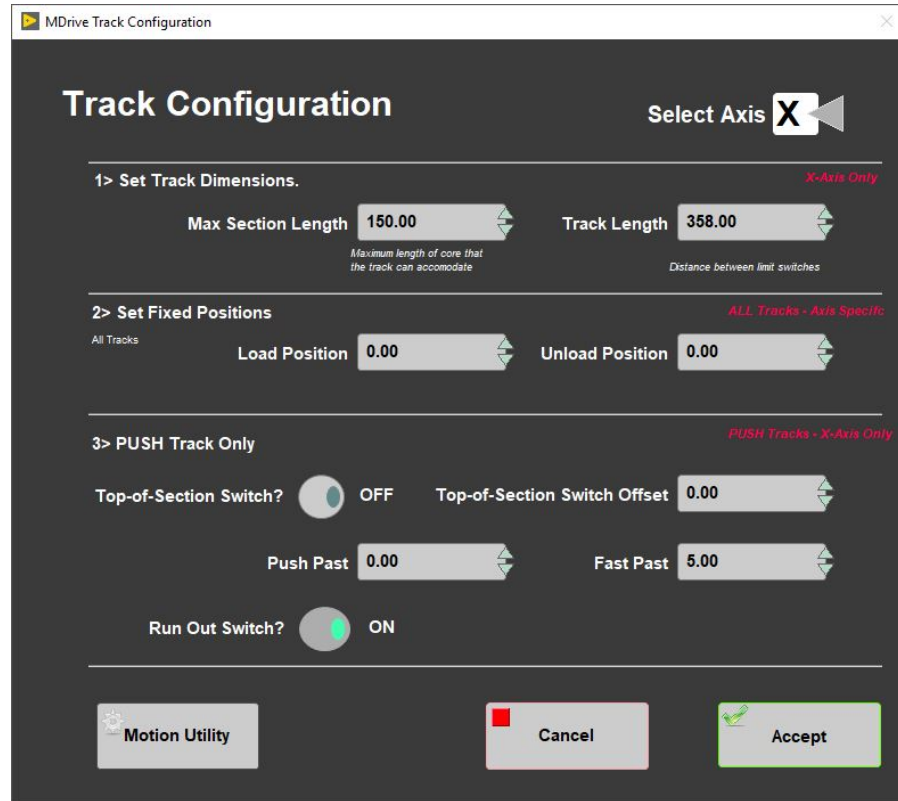 MDrive Track Configuration
Track Configuration
Select Axis X
1> Set Track Dimensions.
X-Axis Only
Max Section Length 150.00
Track Length 358.00
Maximum length of core that
the track can accomodate
Distance between limit switches
2> Set Fixed Positions
ALL Tracks - Axis Specifc
All Tracks
Load Position 0.00
Unload Position 0.00
3> PUSH Track Only
PUSH Tracks - X-Axis Only
Top-of-Section Switch? OFF
Top-of-Section Switch Offset 0.00
Push Past 0.00
Fast Past 5.00
Run Out Switch? ON
Motion Utility
Cancel
Accept